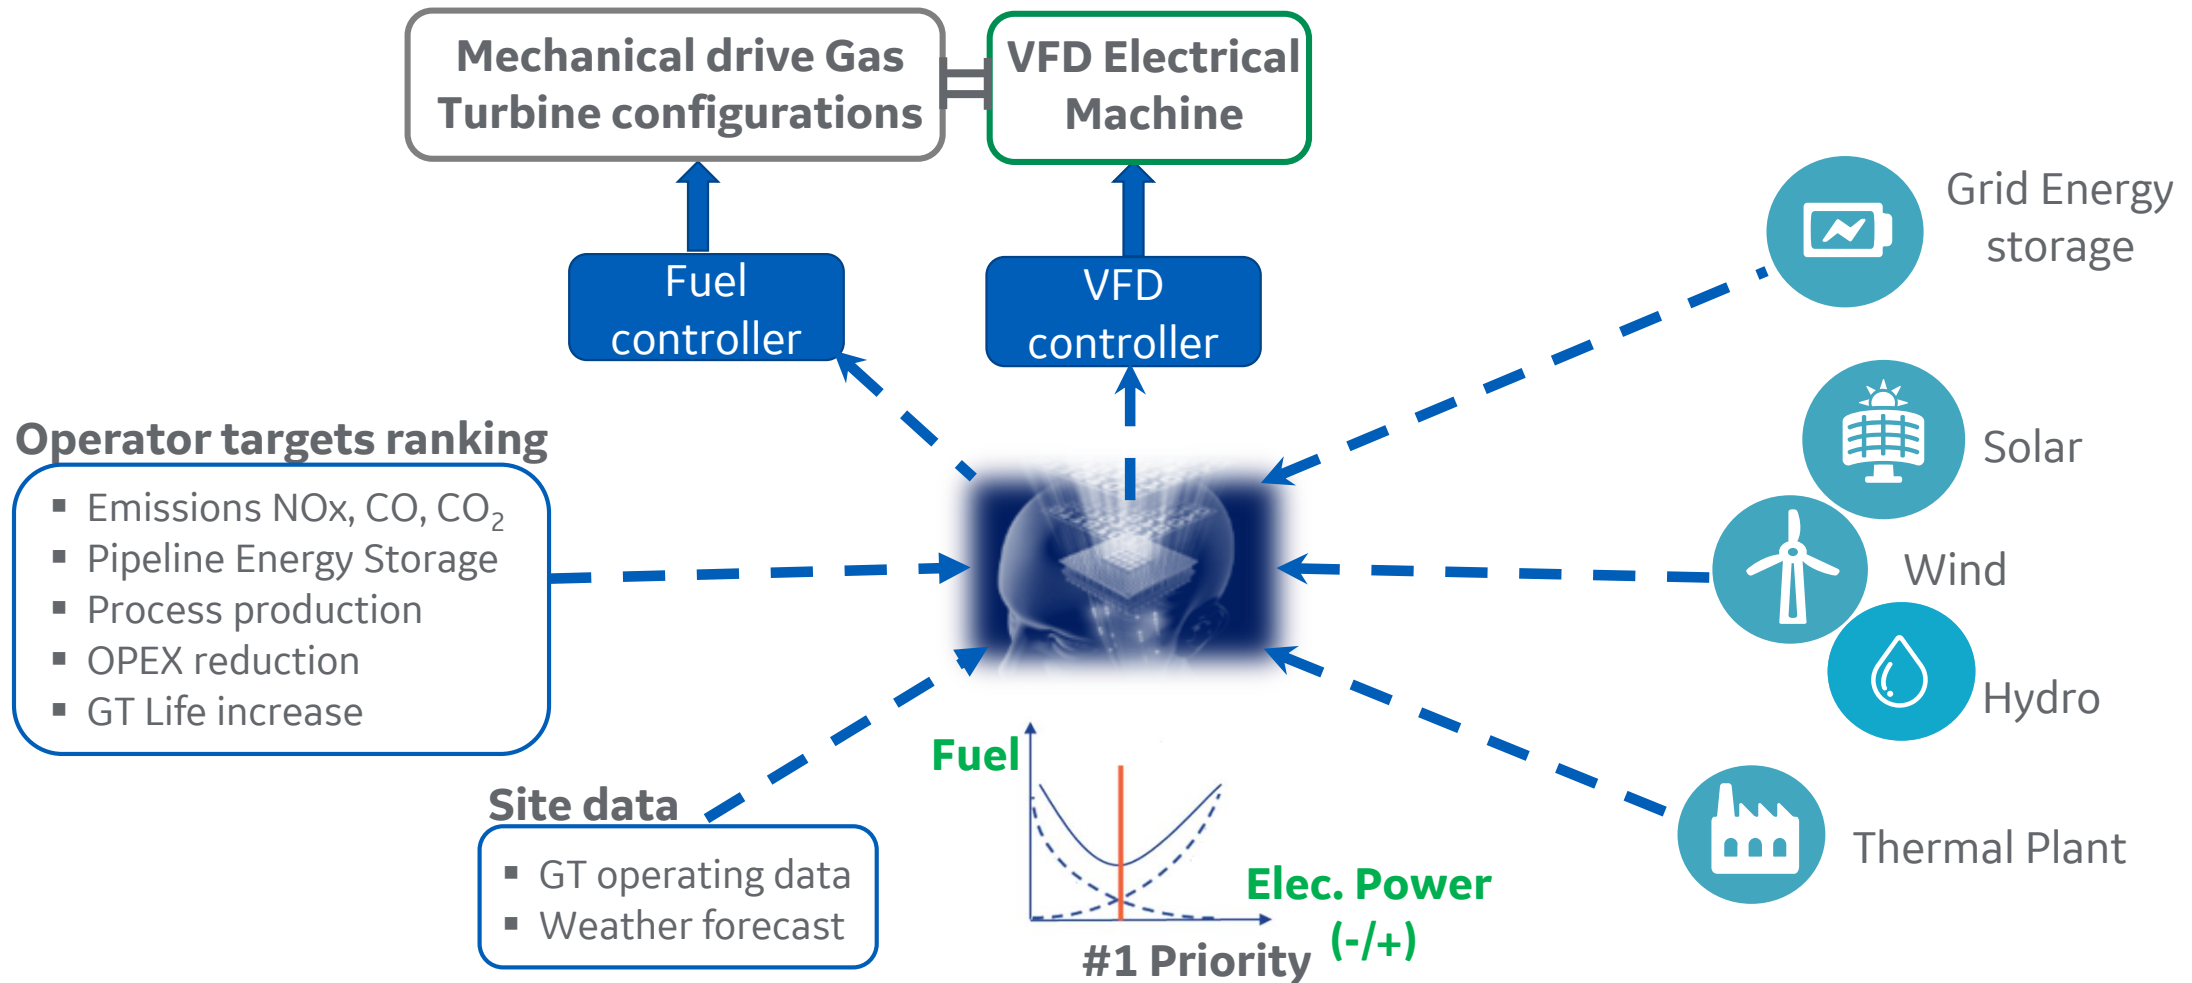 Mechanical drive Gas
Turbine configurations
VFD Electrical
Machine
Fuel
controller
VFD
controller
Grid Energy
storage
Solar
Wind
Hydro
Thermal Plant
Operator targets ranking
▪ Emissions NOx, CO, CO₂
▪ Pipeline Energy Storage
▪ Process production
▪ OPEX reduction
▪ GT Life increase
Site data
▪ GT operating data
▪ Weather forecast
Fuel
Elec. Power
(-/+)
#1 Priority